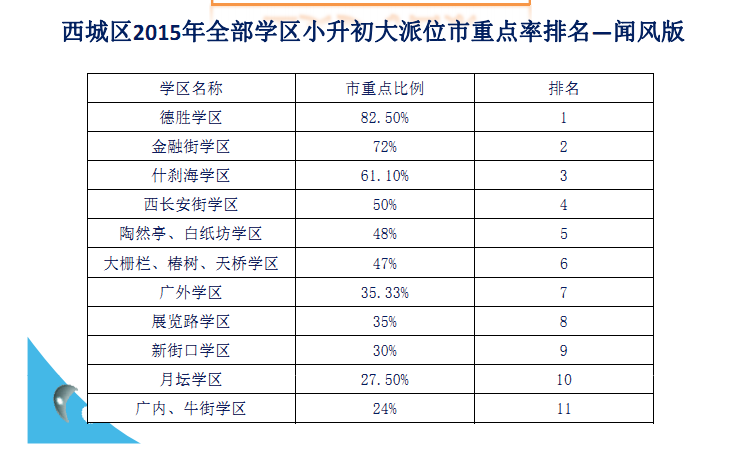 西城区2015年全部学区小升初大派位市重点率排名—闻风版
学区名称 市重点比例 排名
德胜学区 82.50% 1
金融街学区 72% 2
什刹海学区 61.10% 3
西长安街学区 50% 4
陶然亭、白纸坊学区 48% 5
大栅栏、椿树、天桥学区 47% 6
广外学区 35.33% 7
展览路学区 35% 8
新街口学区 30% 9
月坛学区 27.50% 10
广内、牛街学区 24% 11